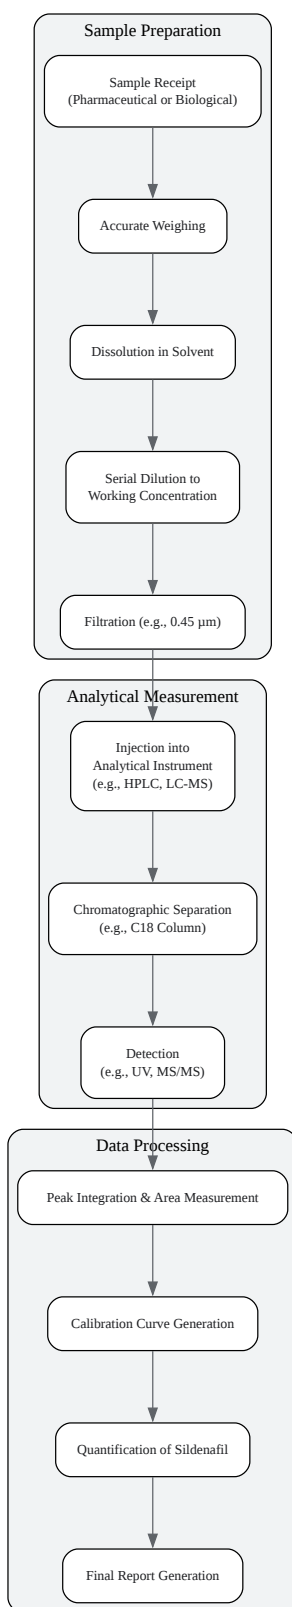 Sample Preparation
Sample Receipt
(Pharmaceutical or Biological)
Accurate Weighing
Dissolution in Solvent
Serial Dilution to
Working Concentration
Filtration (e.g., 0.45 µm)
Analytical Measurement
Injection into
Analytical Instrument
(e.g., HPLC, LC-MS)
Chromatographic Separation
(e.g., C18 Column)
Detection
(e.g., UV, MS/MS)
Data Processing
Peak Integration & Area Measurement
Calibration Curve Generation
Quantification of Sildenafil
Final Report Generation